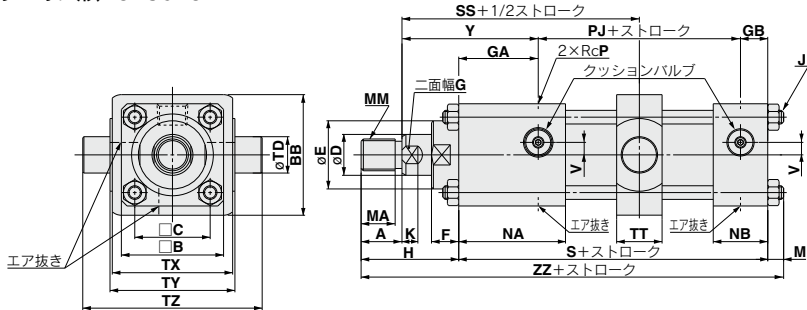 SS+1/2ストローク
Y
PJ+ストローク
GB
GA
2×RcP
J
クッションバルブ
二面幅G
MM
øE
øD
V
V
MA
A
K
F
NA
エア抜き
TT
エア抜き
NB
H
S+ストローク
M
ZZ+ストローク
øTD
BB
□C
□B
エア抜き
TX
TY
TZ